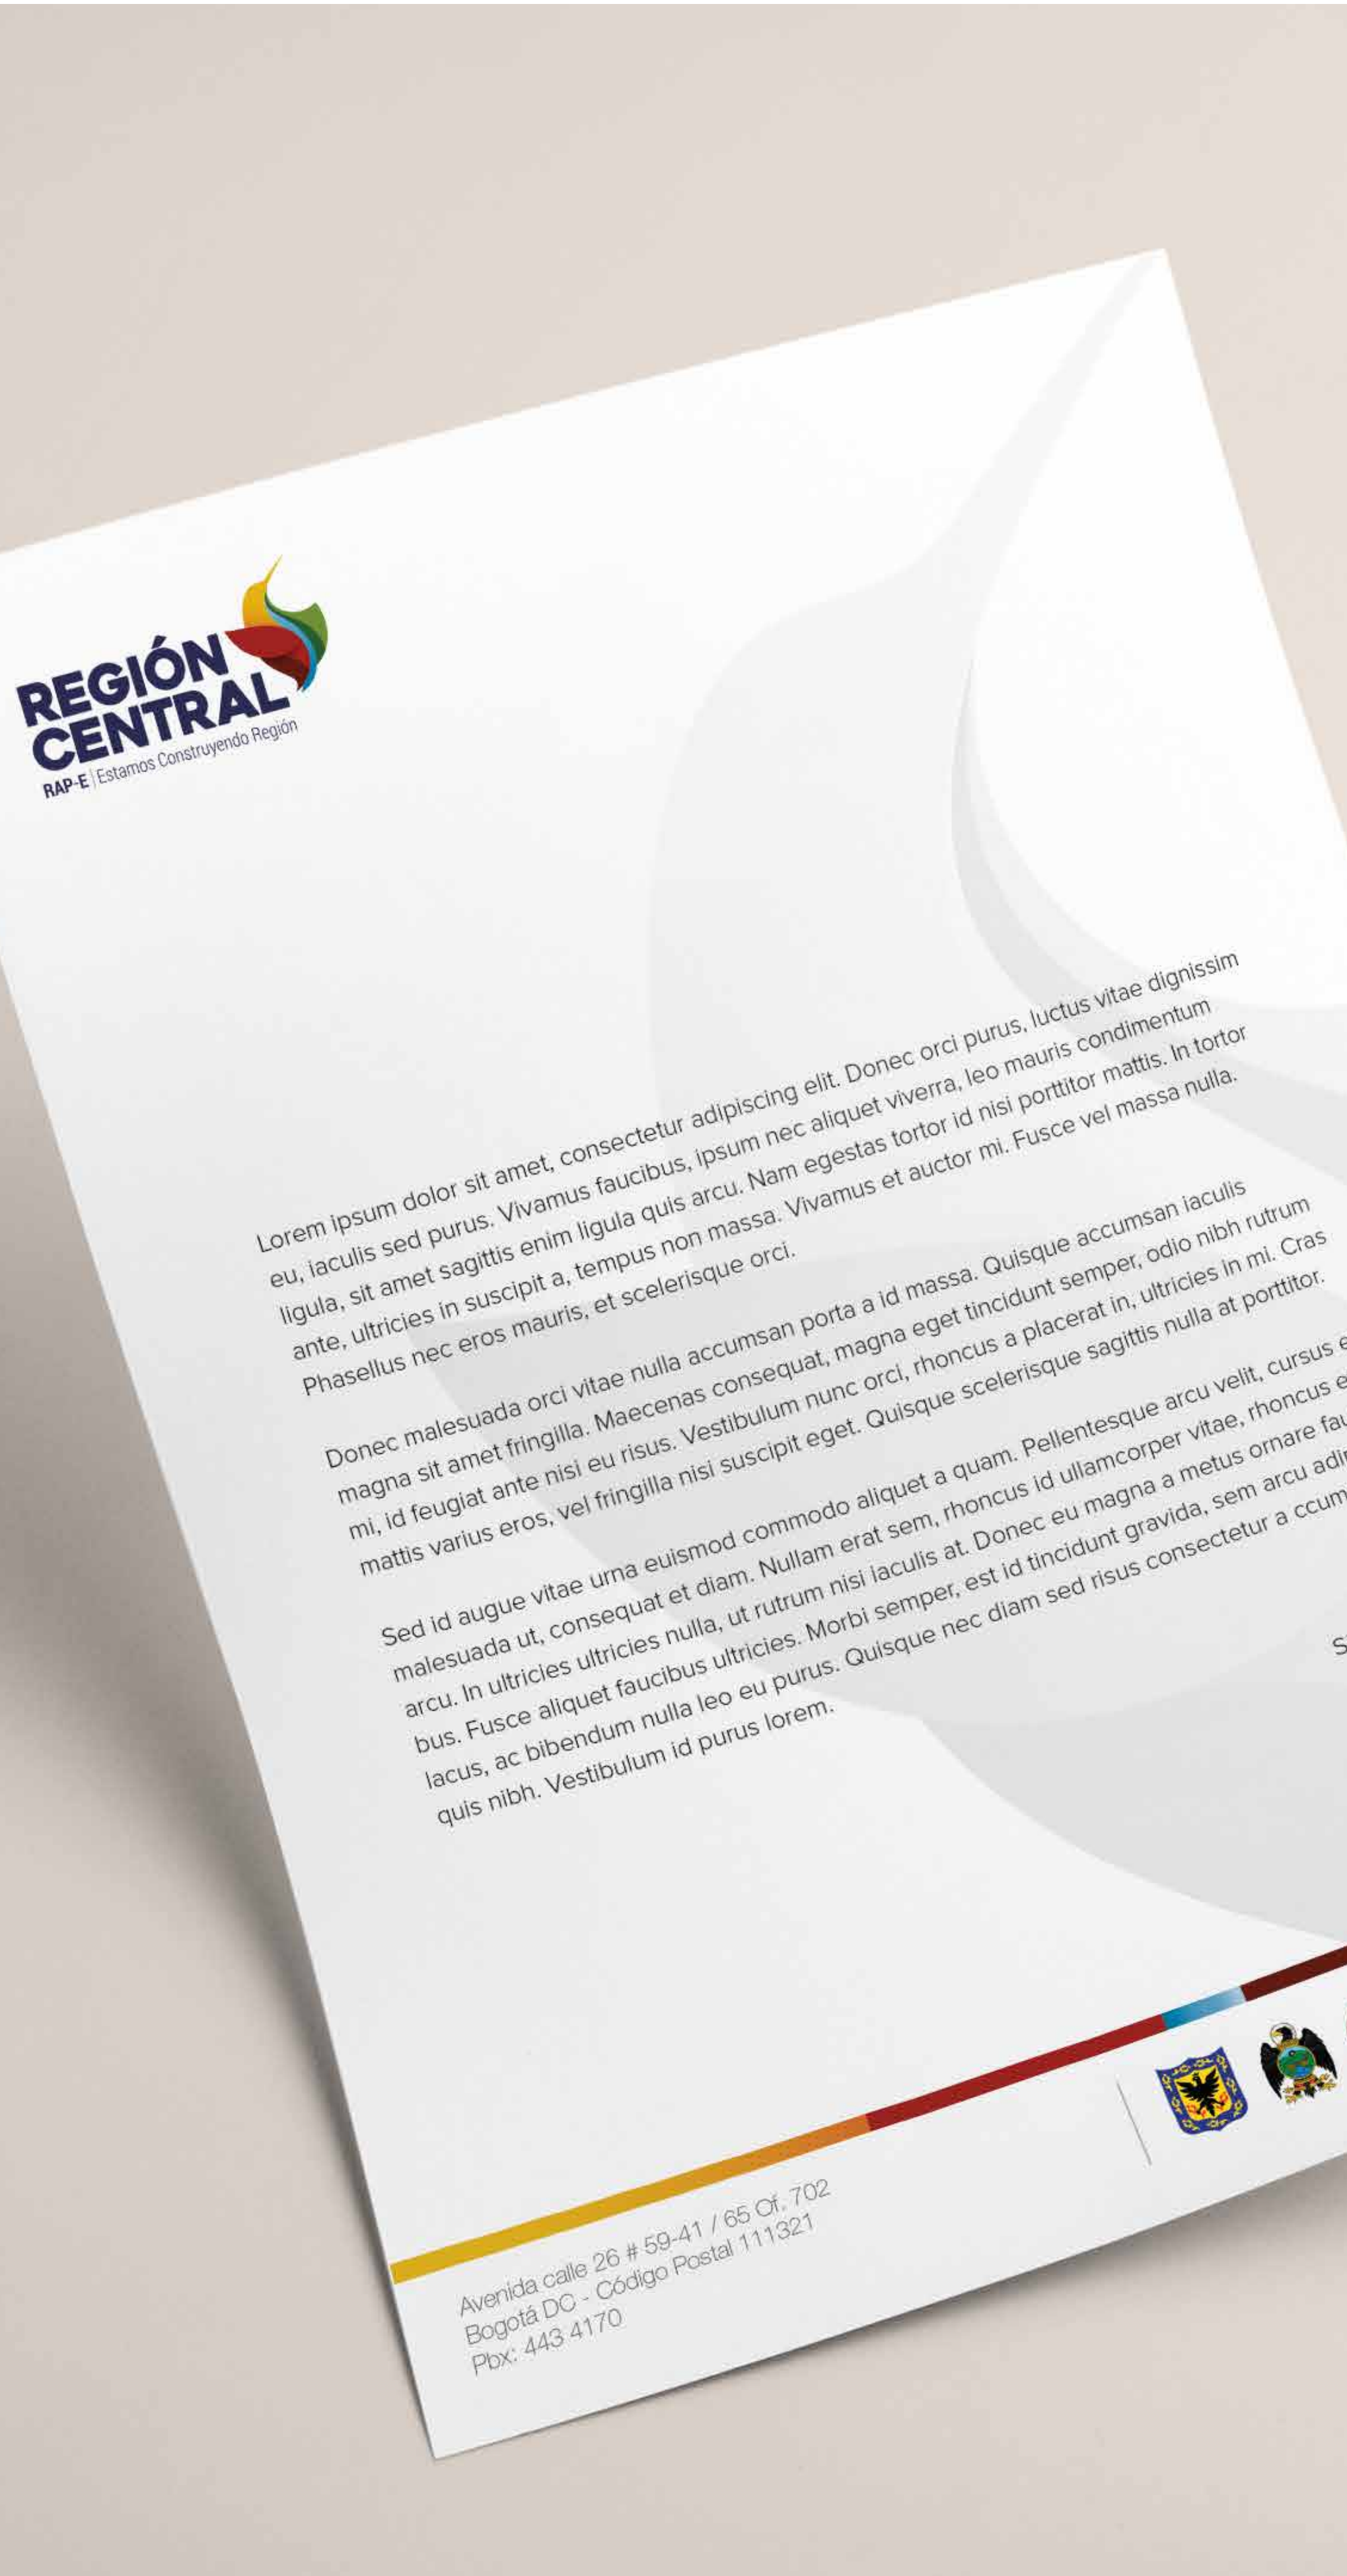 REGIÓN
CENTRAL
RAP-E | Estamos Construyendo Región
Lorem ipsum dolor sit amet, consectetur adipiscing elit. Donec orci purus, luctus vitae dignissim
eu, iaculis sed purus. Vivamus faucibus, ipsum nec aliquet viverra, leo mauris condimentum
ligula, sit amet sagittis enim ligula quis arcu. Nam egestas tortor id nisi porttitor mattis. In tortor
ante, ultricies in suscipit a, tempus non massa. Vivamus et auctor mi. Fusce vel massa nulla.
Phasellus nec eros mauris, et scelerisque orci.
Donec malesuada orci vitae nulla accumsan porta a id massa. Quisque accumsan iaculis
magna sit amet fringilla. Maecenas consequat, magna eget tincidunt semper, odio nibh rutrum
mi, id feugiat ante nisi eu risus. Vestibulum nunc orci, rhoncus a placerat in, ultricies in mi. Cras
mattis varius eros, vel fringilla nisi suscipit eget. Quisque scelerisque sagittis nulla at porttitor.
Sed id augue vitae urna euismod commodo aliquet a quam. Pellentesque arcu velit, cursus e
malesuada ut, consequat et diam. Nullam erat sem, rhoncus id ullamcorper vitae, rhoncus e
arcu. In ultricies ultricies nulla, ut rutrum nisi iaculis at. Donec eu magna a metus ornare fau
bus. Fusce aliquet faucibus ultricies. Morbi semper, est id tincidunt gravida, sem arcu adi
lacus, ac bibendum nulla leo eu purus. Quisque nec diam sed risus consectetur a ccum
quis nibh. Vestibulum id purus lorem.
S
Avenida calle 26 # 59-41 / 65 Of. 702
Bogotá DC - Código Postal 111321
Pbx: 443 4170